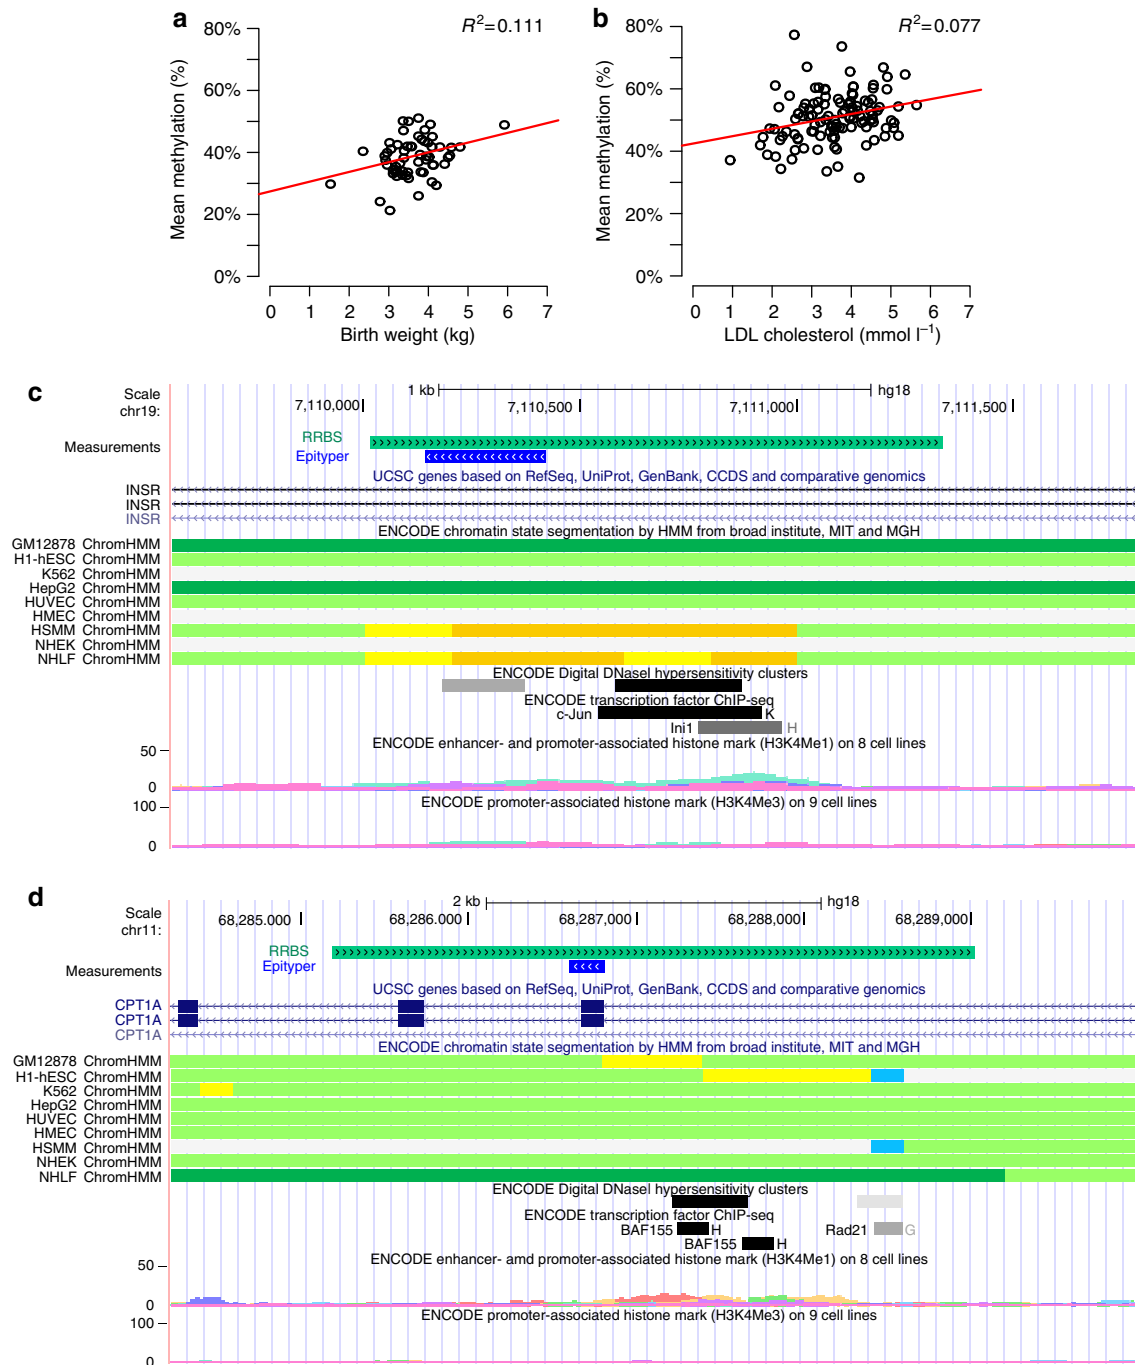 a
R²=0.111
80%
60%
40%
20%
0%
Mean methylation (%)
0 1 2 3 4 5 6 7
Birth weight (kg)
b
R²=0.077
80%
60%
40%
20%
0%
Mean methylation (%)
0 1 2 3 4 5 6 7
LDL cholesterol (mmol l⁻¹)
c
Scale
1 kb
hg18
chr19:
7,110,000
7,110,500
7,111,000
7,111,500
Measurements
RRBS
Epityper
UCSC genes based on RefSeq, UniProt, GenBank, CCDS and comparative genomics
INSR
INSR
INSR
ENCODE chromatin state segmentation by HMM from broad institute, MIT and MGH
GM12878 ChromHMM
H1-hESC ChromHMM
K562 ChromHMM
HepG2 ChromHMM
HUVEC ChromHMM
HMEC ChromHMM
HSMM ChromHMM
NHEK ChromHMM
NHLF ChromHMM
ENCODE Digital DNaseI hypersensitivity clusters
ENCODE transcription factor ChIP-seq
c-Jun K
Ini1 H
ENCODE enhancer- and promoter-associated histone mark (H3K4Me1) on 8 cell lines
50
0
ENCODE promoter-associated histone mark (H3K4Me3) on 9 cell lines
100
0
d
Scale
2 kb
hg18
chr11:
68,285.000
68,286.000
68,287.000
68,288.000
68,289.000
RRBS
Epityper
Measurements
UCSC genes based on RefSeq, UniProt, GenBank, CCDS and comparative genomics
CPT1A
CPT1A
CPT1A
ENCODE chromatin state segmentation by HMM from broad institute, MIT and MGH
GM12878 ChromHMM
H1-hESC ChromHMM
K562 ChromHMM
HepG2 ChromHMM
HUVEC ChromHMM
HMEC ChromHMM
HSMM ChromHMM
NHEK ChromHMM
NHLF ChromHMM
ENCODE Digital DNaseI hypersensitivity clusters
ENCODE transcription factor ChIP-seq
BAF155 H
Rad21 G
BAF155 H
ENCODE enhancer- amd promoter-associated histone mark (H3K4Me1) on 8 cell lines
50
0
ENCODE promoter-associated histone mark (H3K4Me3) on 9 cell lines
100
0